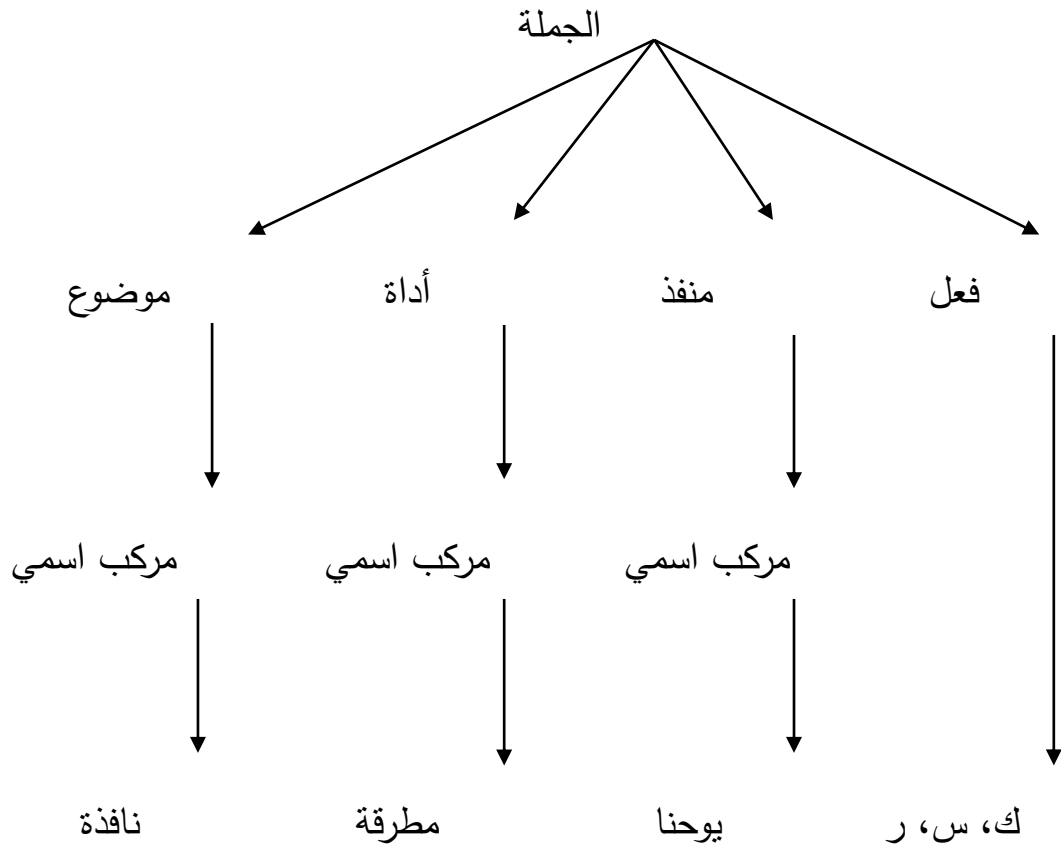 الجملة
فعل منفذ أداة موضوع
مركب اسمي مركب اسمي مركب اسمي
ك، س، ر يوحنا مطرقة نافذة